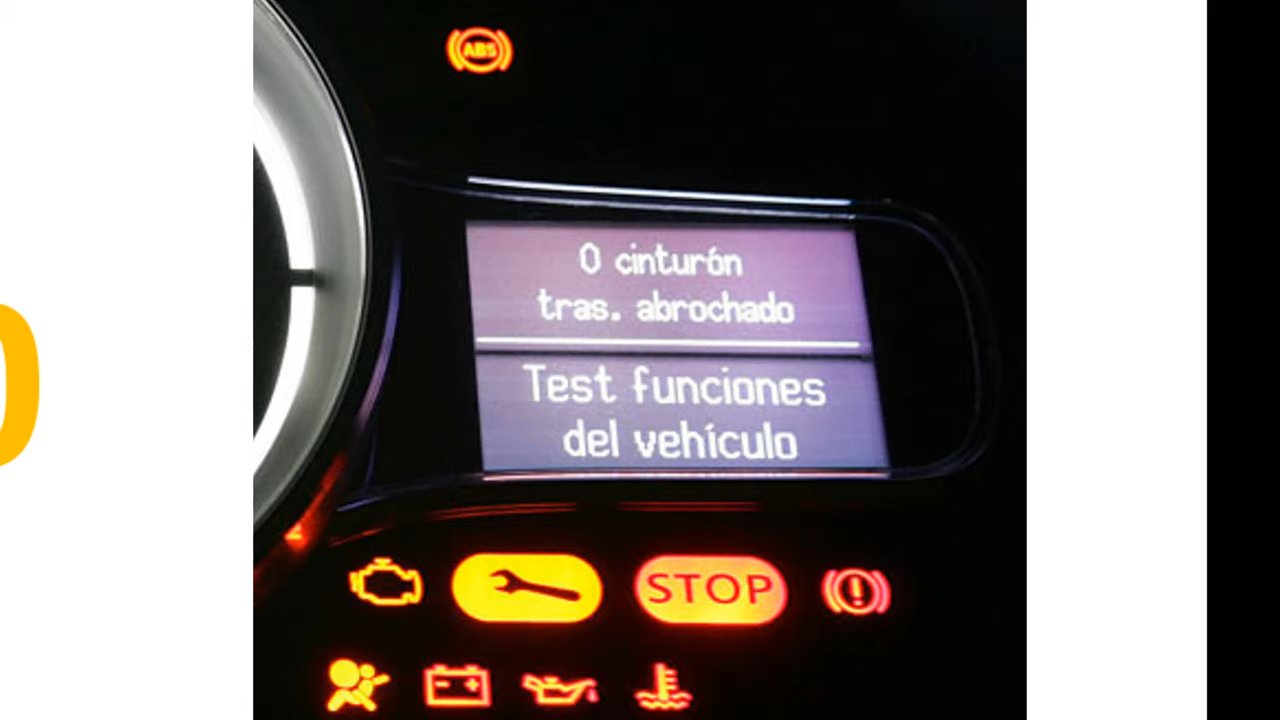 ABS
0 cinturón
tras. abrochado
Test funciones
del vehículo
STOP